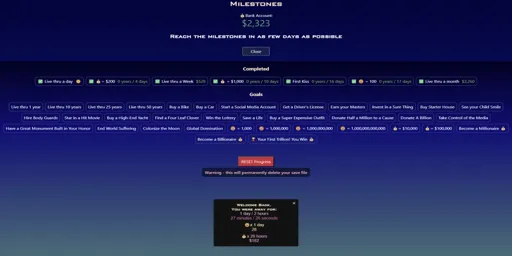 Milestones
Bank Account
$2,323
Reach the milestones in as few days as possible
Close
Completed
Live thru a day
= $200 0 years / 4 days
Live thru a Week $529
= $1,000 0 years / 10 days
First Kiss 0 years / 16 days
= 100 0 years / 17 days
Live thru a month $2,260
Goals
Live thru 1 year Live thru 10 years Live thru 25 years Live thru 50 years Buy a Bike Buy a Car Start a Social Media Account Get a Driver's License Earn your Masters Invest In a Sure Thing Buy Starter House See your Child Smile
Hire Body Guards Star in a Hit Movie Buy a High-End Yacht Find a Four Leaf Clover Win the Lottery Save a Life Buy a Super Expensive Outfit Donate Half a Million to a Cause Donate A Billion Take Control of the Media
Have a Great Monument Built in Your Honor End World Suffering Colonize the Moon Global Domination = 1,000 = 1,000,000 = 1,000,000,000 = 1,000,000,000,000 = $10,000 = $100,000 Become a Millionaire
Become a Billionaire Your First Trillion! You Win
RESET Progress
Warning - This will permanently delete your save file
Welcome Back.
You were away for:
1 day / 2 hours
27 minutes / 26 seconds
x 1 day
28
x 26 hours
$182